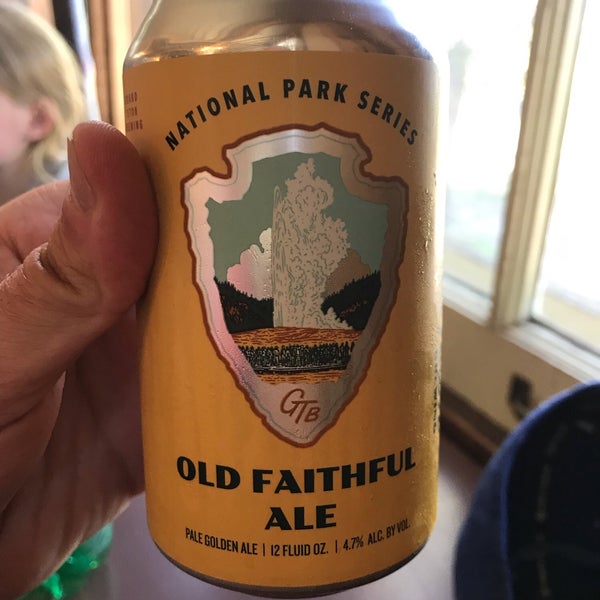 NATIONAL PARK SERIES
GTB
OLD FAITHFUL
ALE
PALE GOLDEN ALE | 12 FLUID OZ. | 4.7% ALC. BY VOL.